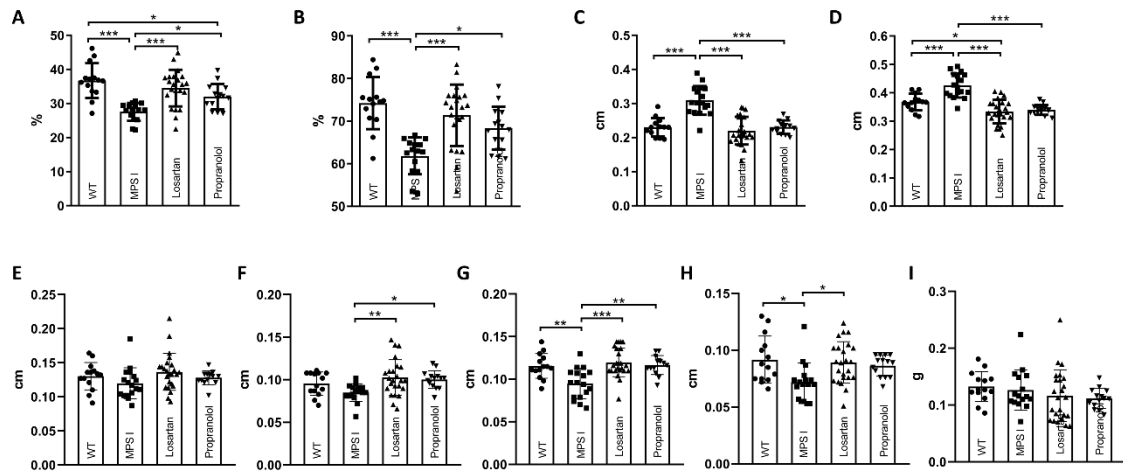 A
*
***
*
***
50
40
30
20
10
0
%
WT
MPS I
Losartan
Propranolol
B
*
***
***
90
80
70
60
50
%
WT
MPS I
Losartan
Propranolol
C
***
***
***
0.5
0.4
0.3
0.2
0.1
0.0
cm
WT
MPS I
Losartan
Propranolol
D
***
*
***
***
0.6
0.4
0.2
0.0
cm
WT
MPS I
Losartan
Propranolol
E
0.25
0.20
0.15
0.10
0.05
0.00
cm
WT
MPS I
Losartan
Propranolol
F
*
**
0.20
0.15
0.10
0.05
0.00
cm
WT
MPS I
Losartan
Propranolol
G
**
**
***
0.20
0.15
0.10
0.05
0.00
cm
WT
MPS I
Losartan
Propranolol
H
*
*
0.15
0.10
0.05
0.00
cm
WT
MPS I
Losartan
Propranolol
I
0.3
0.2
0.1
0.0
g
WT
MPS I
Losartan
Propranolol